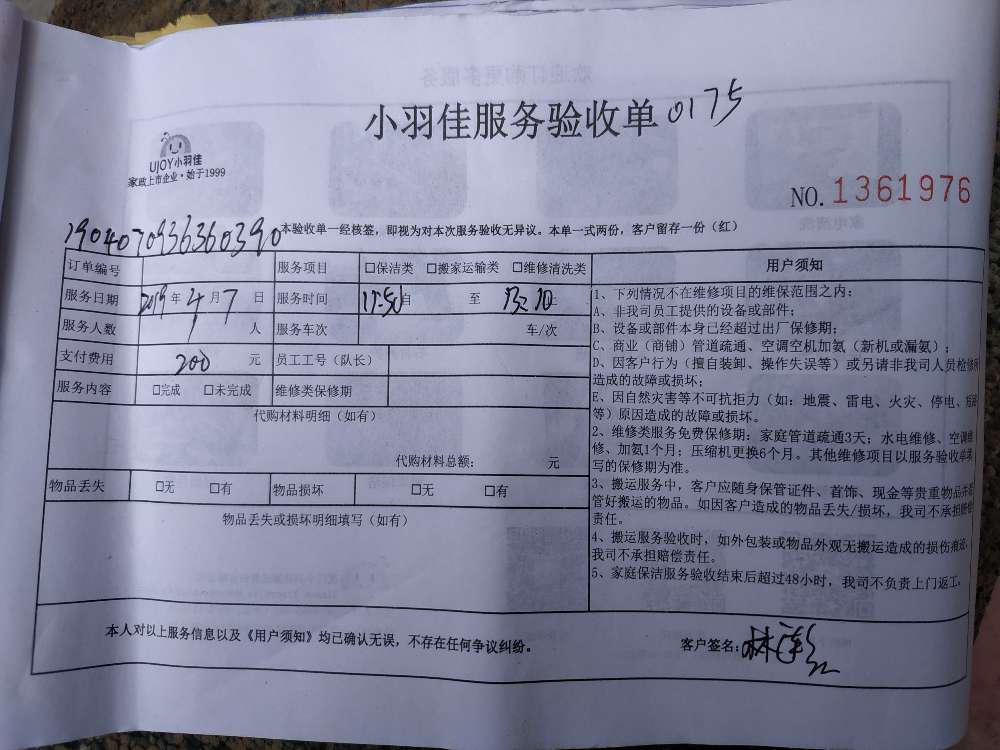 小羽佳服务验收单 0175
UJOY小羽佳
家政上市企业·始于1999
NO. 1361976
1904070936360390
本验收单一经核签，即视为对本次服务验收无异议。本单一式两份，客户留存一份（红）
订单编号 服务项目 □保洁类 □搬家运输类 □维修清洗类
服务日期 2019年4月7日 服务时间 自 至
服务人数 1 人 服务车次 车/次
支付费用 200 元 员工工号（队长）
服务内容 □完成 □未完成 维修类保修期
代购材料明细（如有）
代购材料总额： 元
物品丢失 □无 □有 物品损坏 □无 □有
物品丢失或损坏明细填写（如有）
用户须知
1、下列情况不在维修项目的维保范围之内：
A、非我司员工提供的设备或部件；
B、设备或部件本身已经超过出厂保修期；
C、商业（商铺）管道疏通、空调空机加氨（新机或漏氨）；
D、因客户行为（擅自装卸、操作失误等）或另请非我司人员检修所
造成的故障或损坏；
E、因自然灾害等不可抗拒力（如：地震、雷电、火灾、停电、短路
等）原因造成的故障或损坏。
2、维修类服务免费保修期：家庭管道疏通3天；水电维修、空调维
修、加氨1个月；压缩机更换6个月。其他维修项目以服务验收单填
写的保修期为准。
3、搬运服务中，客户应随身保管证件、首饰、现金等贵重物品并看
管好搬运的物品。如因客户造成的物品丢失/损坏，我司不承担赔偿
责任。
4、搬运服务验收时，如外包装或物品外观无搬运造成的损伤痕迹，
我司不承担赔偿责任。
5、家庭保洁服务验收结束后超过48小时，我司不负责上门返工。
本人对以上服务信息以及《用户须知》均已确认无误，不存在任何争议纠纷。
客户签名：林